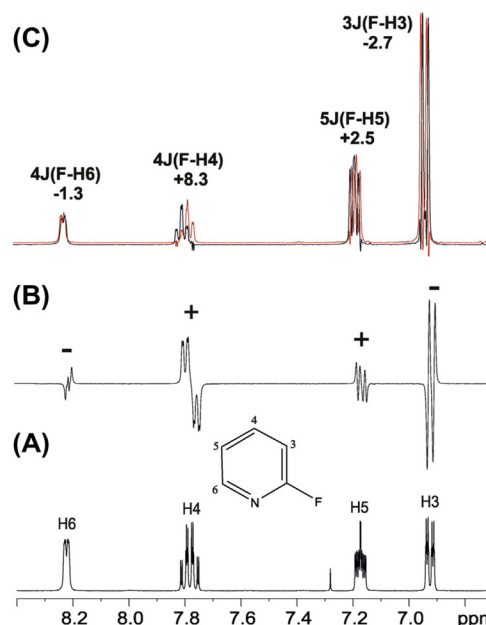 (C)
3J(F-H3)
-2.7
5J(F-H5)
+2.5
4J(F-H4)
+8.3
4J(F-H6)
-1.3
(B)
- + + -
(A)
4
5 3
6 N F
H6 H4 H5 H3
8.2 8.0 7.8 7.6 7.4 7.2 7.0 ppm